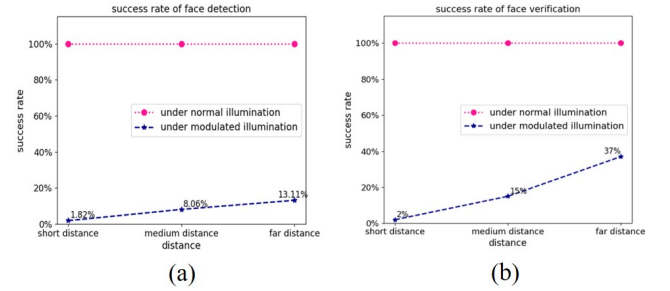 success rate of face detection
100%
80%
60%
40%
20%
0%
success rate
under normal illumination
under modulated illumination
1.82%
8.06%
13.11%
short distance
medium distance
far distance
distance
(a)
success rate of face verification
100%
80%
60%
40%
20%
0%
success rate
under normal illumination
under modulated illumination
2%
15%
37%
short distance
medium distance
far distance
distance
(b)